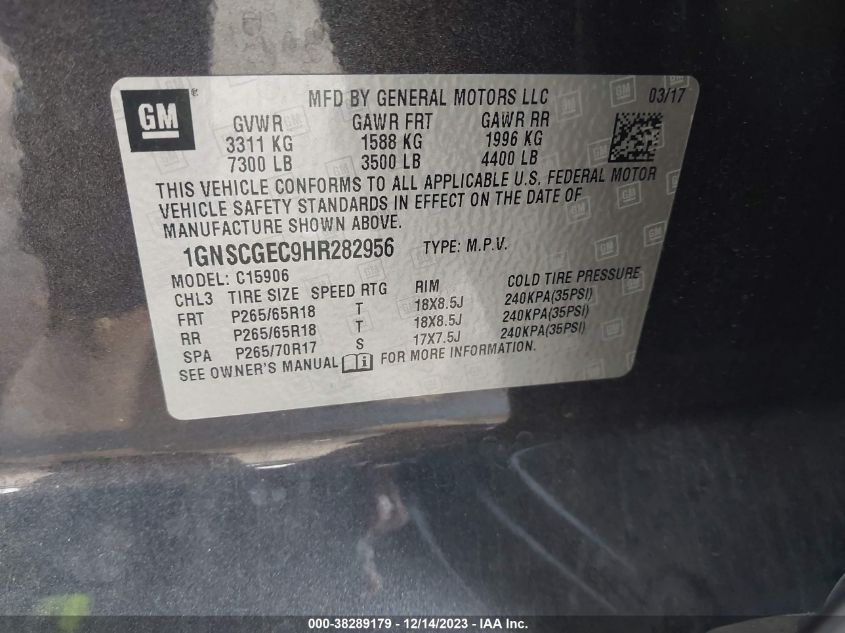 GM ® MFD BY GENERAL MOTORS LLC 03/17
GVWR GAWR FRT GAWR RR
3311 KG 1588 KG 1996 KG
7300 LB 3500 LB 4400 LB
THIS VEHICLE CONFORMS TO ALL APPLICABLE U.S. FEDERAL MOTOR
VEHICLE SAFETY STANDARDS IN EFFECT ON THE DATE OF
MANUFACTURE SHOWN ABOVE.
1GNSCGEC9HR282956 TYPE: M.P.V.
MODEL: C15906
CHL3 TIRE SIZE SPEED RTG RIM COLD TIRE PRESSURE
FRT P265/65R18 T 18X8.5J 240KPA(35PSI)
RR P265/65R18 T 18X8.5J 240KPA(35PSI)
SPA P265/70R17 S 17X7.5J 240KPA(35PSI)
SEE OWNER'S MANUAL i FOR MORE INFORMATION.
000-38289179 - 12/14/2023 - IAA Inc.